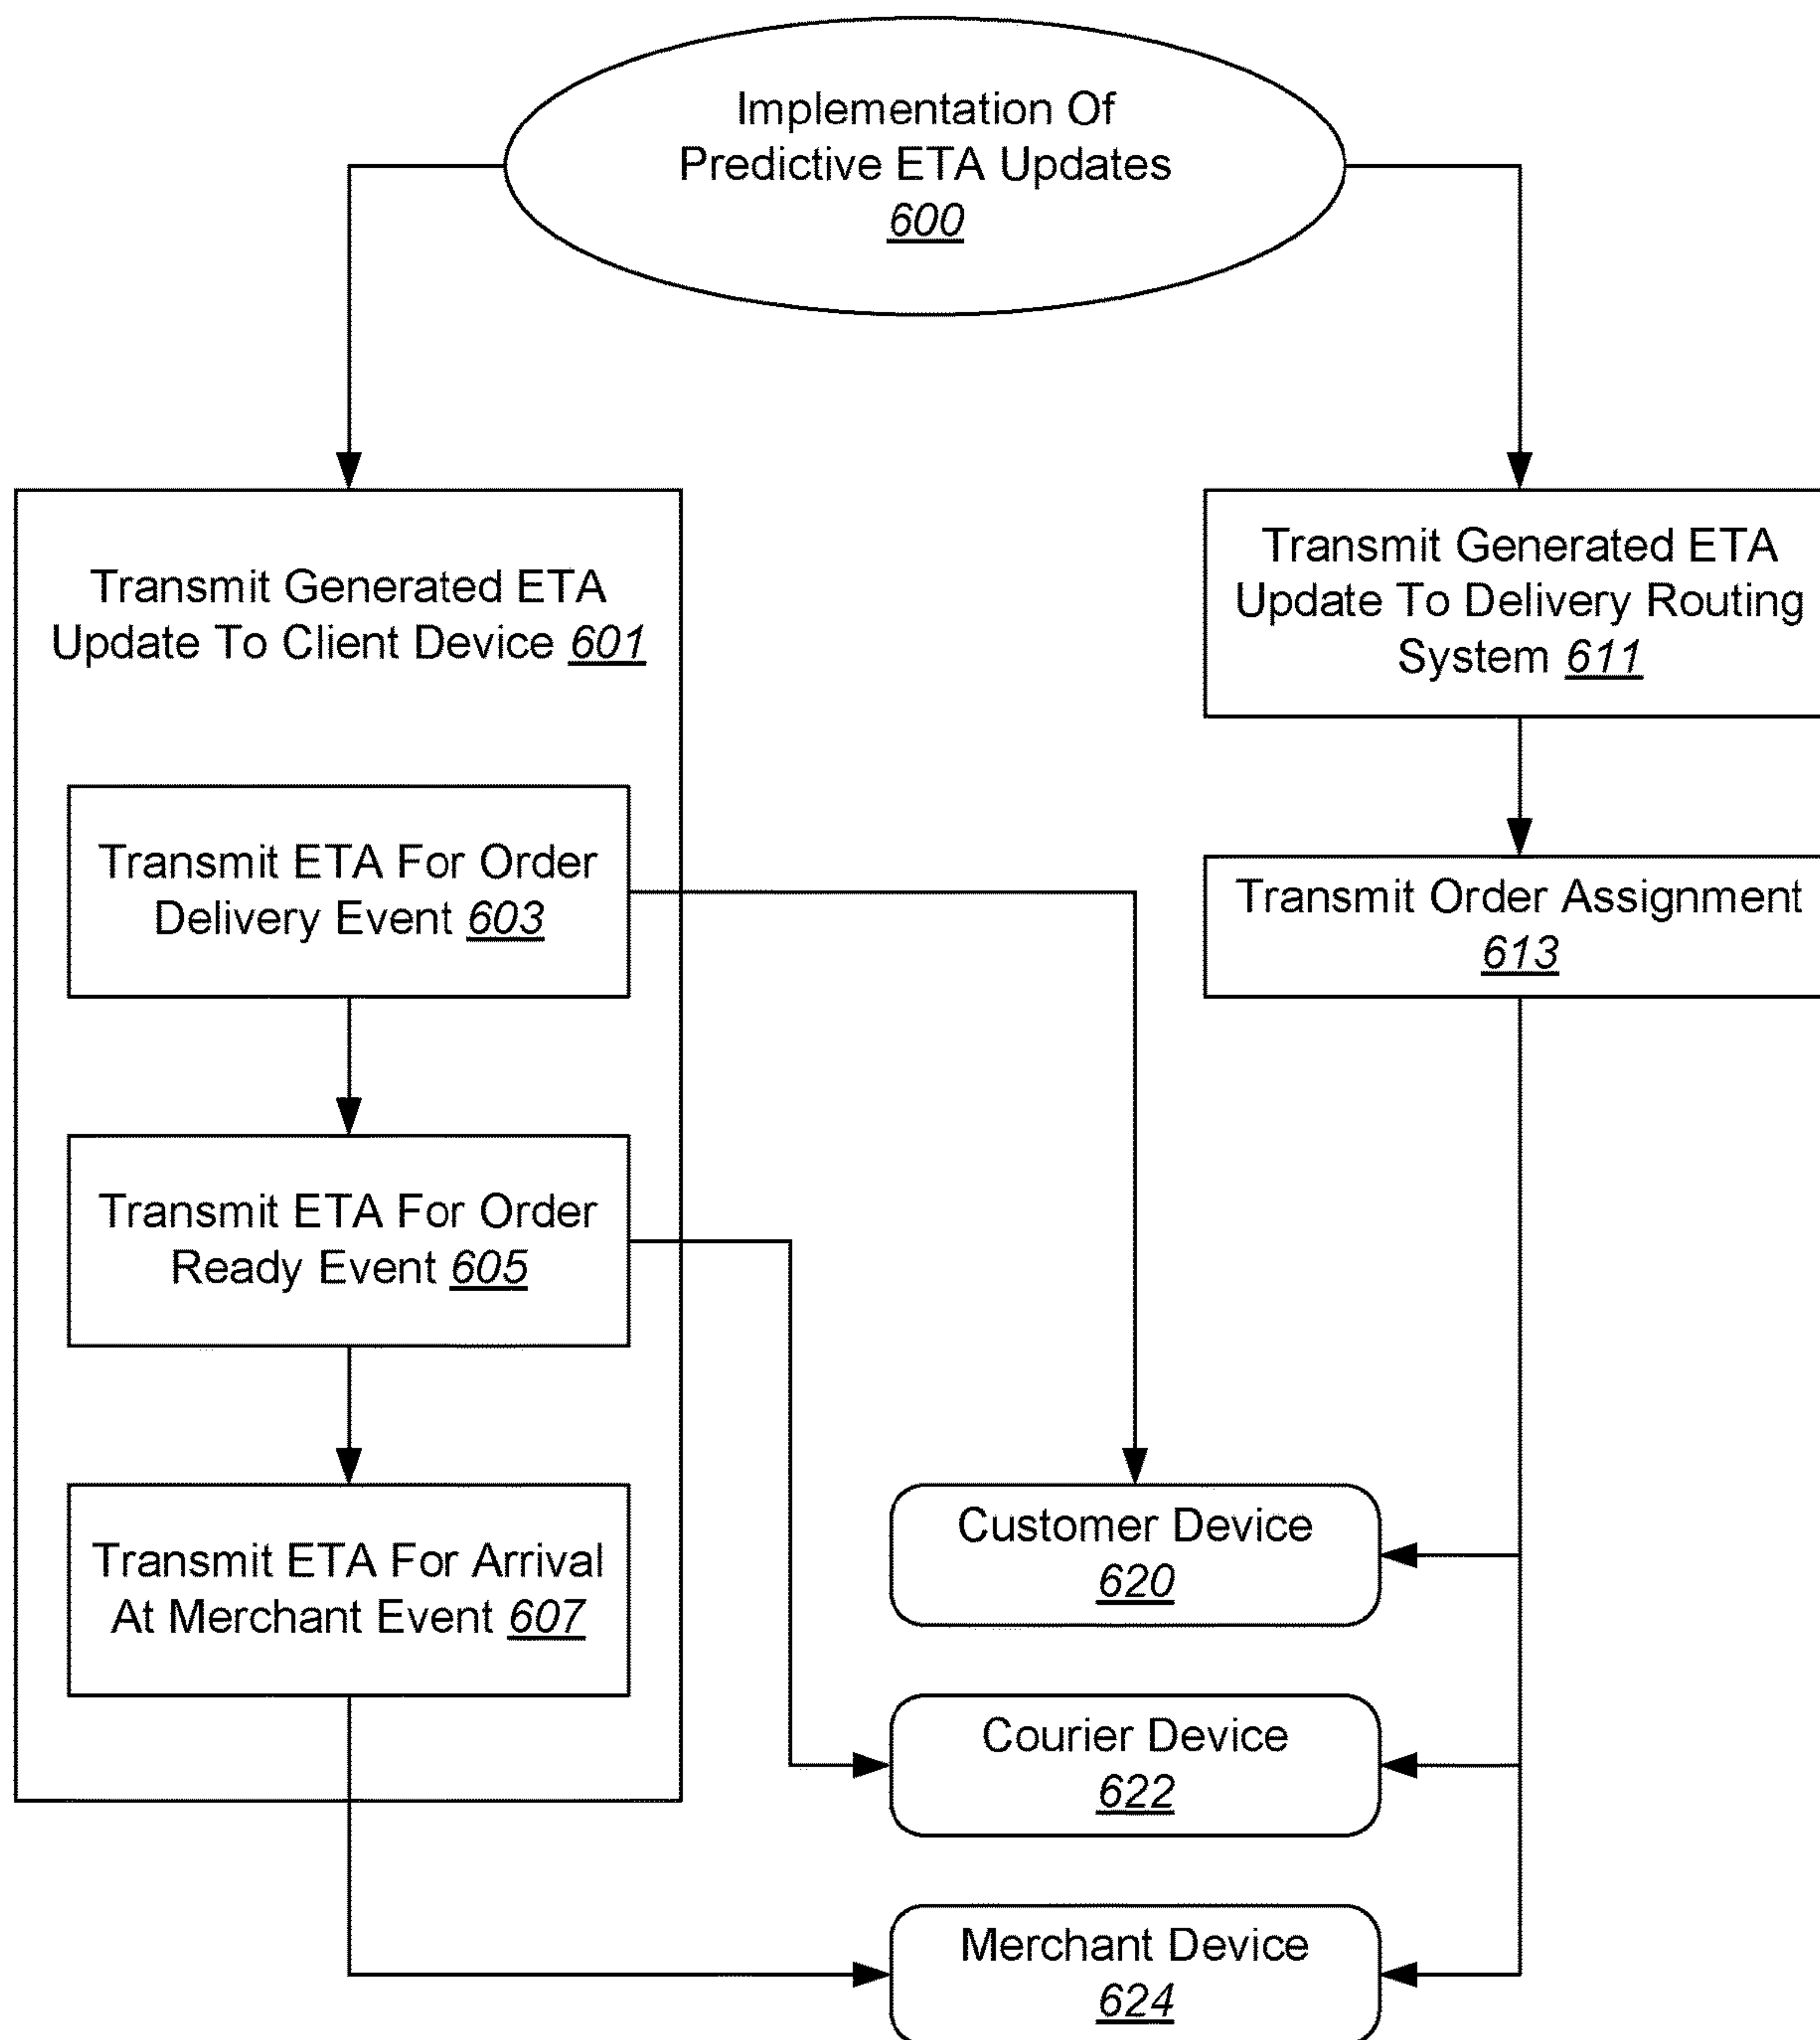 Implementation Of
Predictive ETA Updates
600
Transmit Generated ETA
Update To Client Device 601
Transmit ETA For Order
Delivery Event 603
Transmit ETA For Order
Ready Event 605
Transmit ETA For Arrival
At Merchant Event 607
Transmit Generated ETA
Update To Delivery Routing
System 611
Transmit Order Assignment
613
Customer Device
620
Courier Device
622
Merchant Device
624